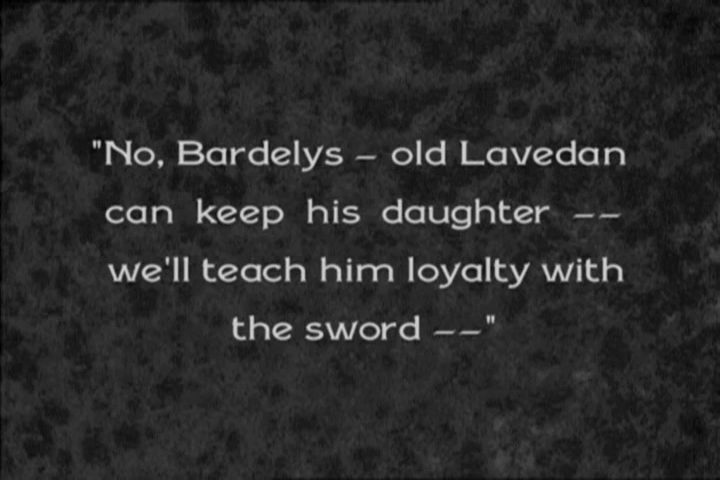 "No, Bardelys – old Lavedan
can keep his daughter ––
we'll teach him loyalty with
the sword ––"